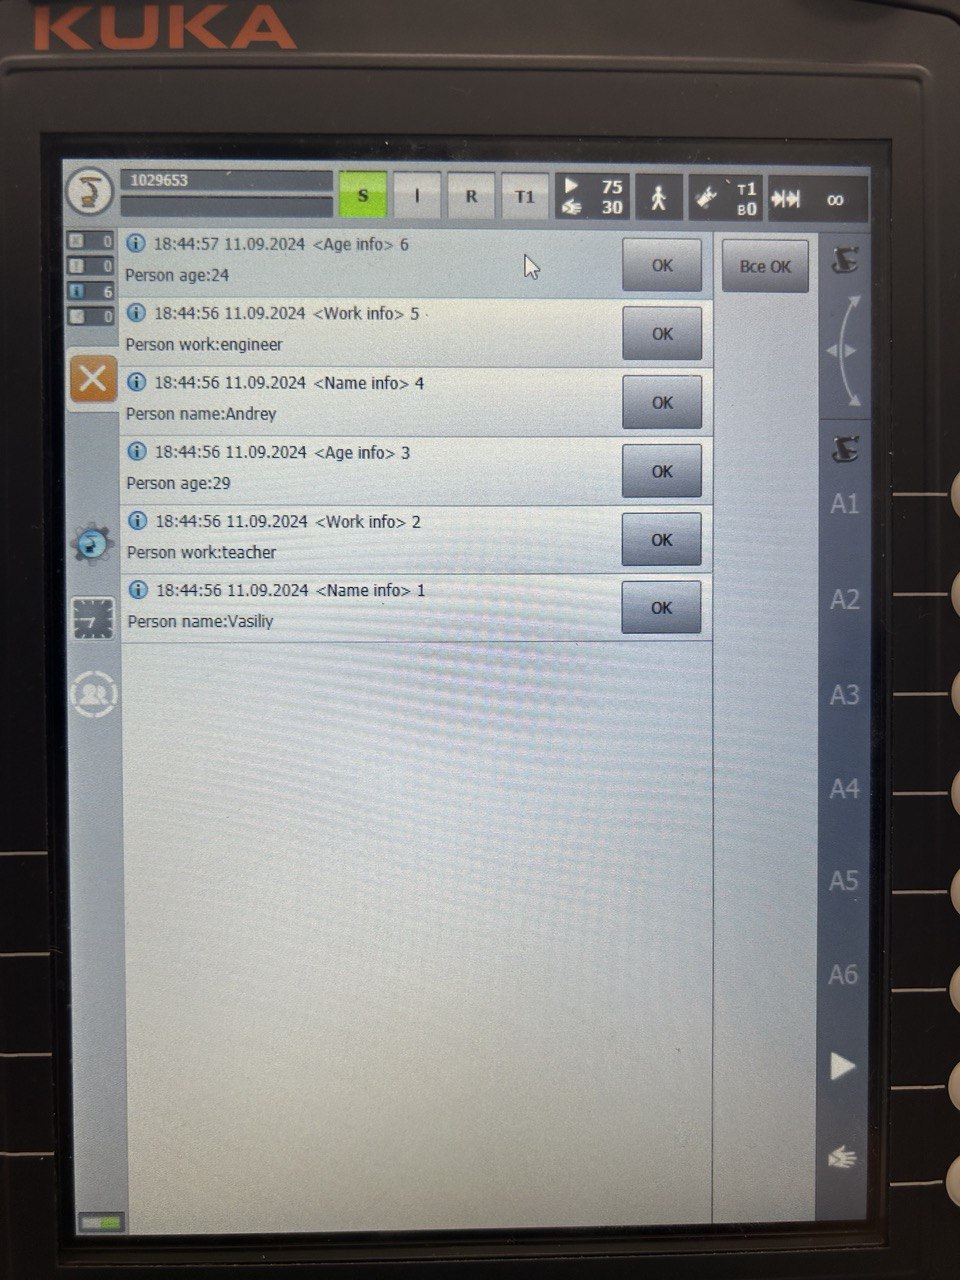 KUKA
1029653
S I R T1 75 30 T1 B0 ∞
0
0
6
0
18:44:57 11.09.2024 <Age info> 6
Person age:24
OK
Все OK
18:44:56 11.09.2024 <Work info> 5
Person work:engineer
OK
18:44:56 11.09.2024 <Name info> 4
Person name:Andrey
OK
18:44:56 11.09.2024 <Age info> 3
Person age:29
OK
18:44:56 11.09.2024 <Work info> 2
Person work:teacher
OK
18:44:56 11.09.2024 <Name info> 1
Person name:Vasiliy
OK
A1
A2
A3
A4
A5
A6